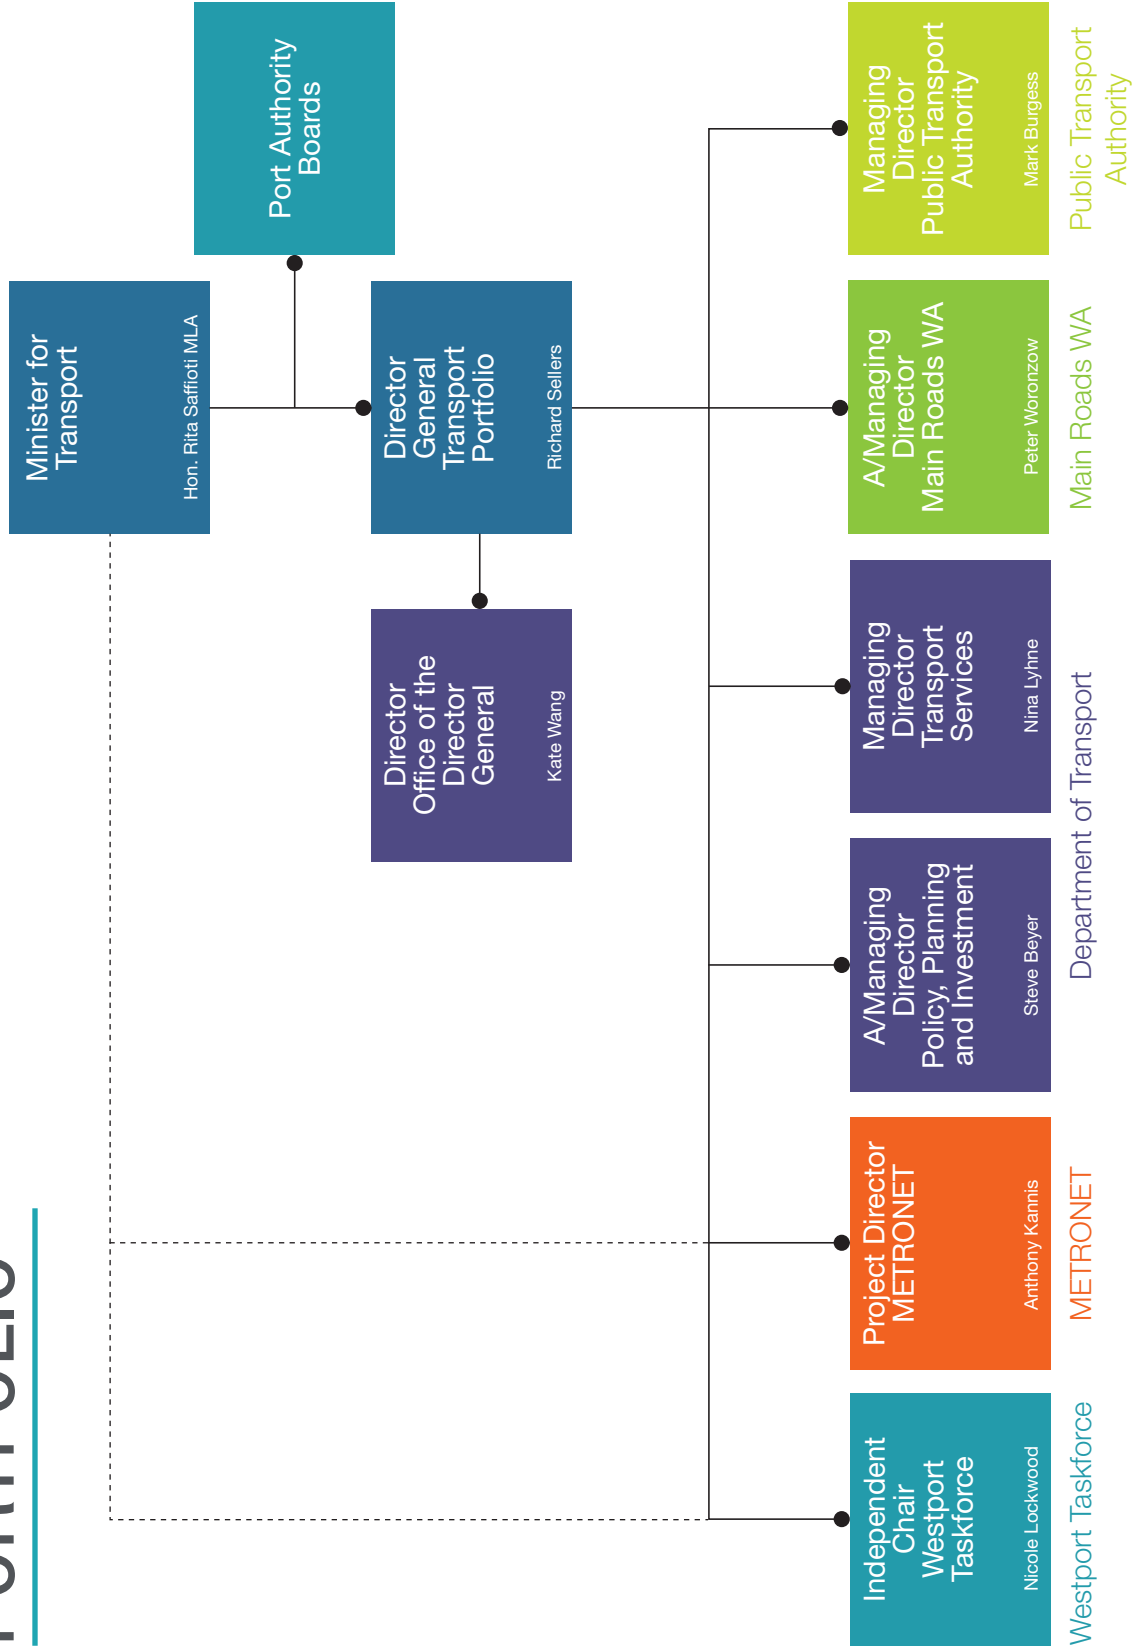 PORTFOLIO
Minister for
Transport
Hon. Rita Saffioti MLA
Port Authority
Boards
Director
Office of the
Director
General
Kate Wang
Director
General
Transport
Portfolio
Richard Sellers
Independent
Chair
Westport
Taskforce
Nicole Lockwood
Westport Taskforce
Project Director
METRONET
Anthony Kannis
METRONET
A/Managing
Director
Policy, Planning
and Investment
Steve Beyer
Managing
Director
Transport
Services
Nina Lyhne
Department of Transport
A/Managing
Director
Main Roads WA
Peter Woronzow
Main Roads WA
Managing
Director
Public Transport
Authority
Mark Burgess
Public Transport
Authority